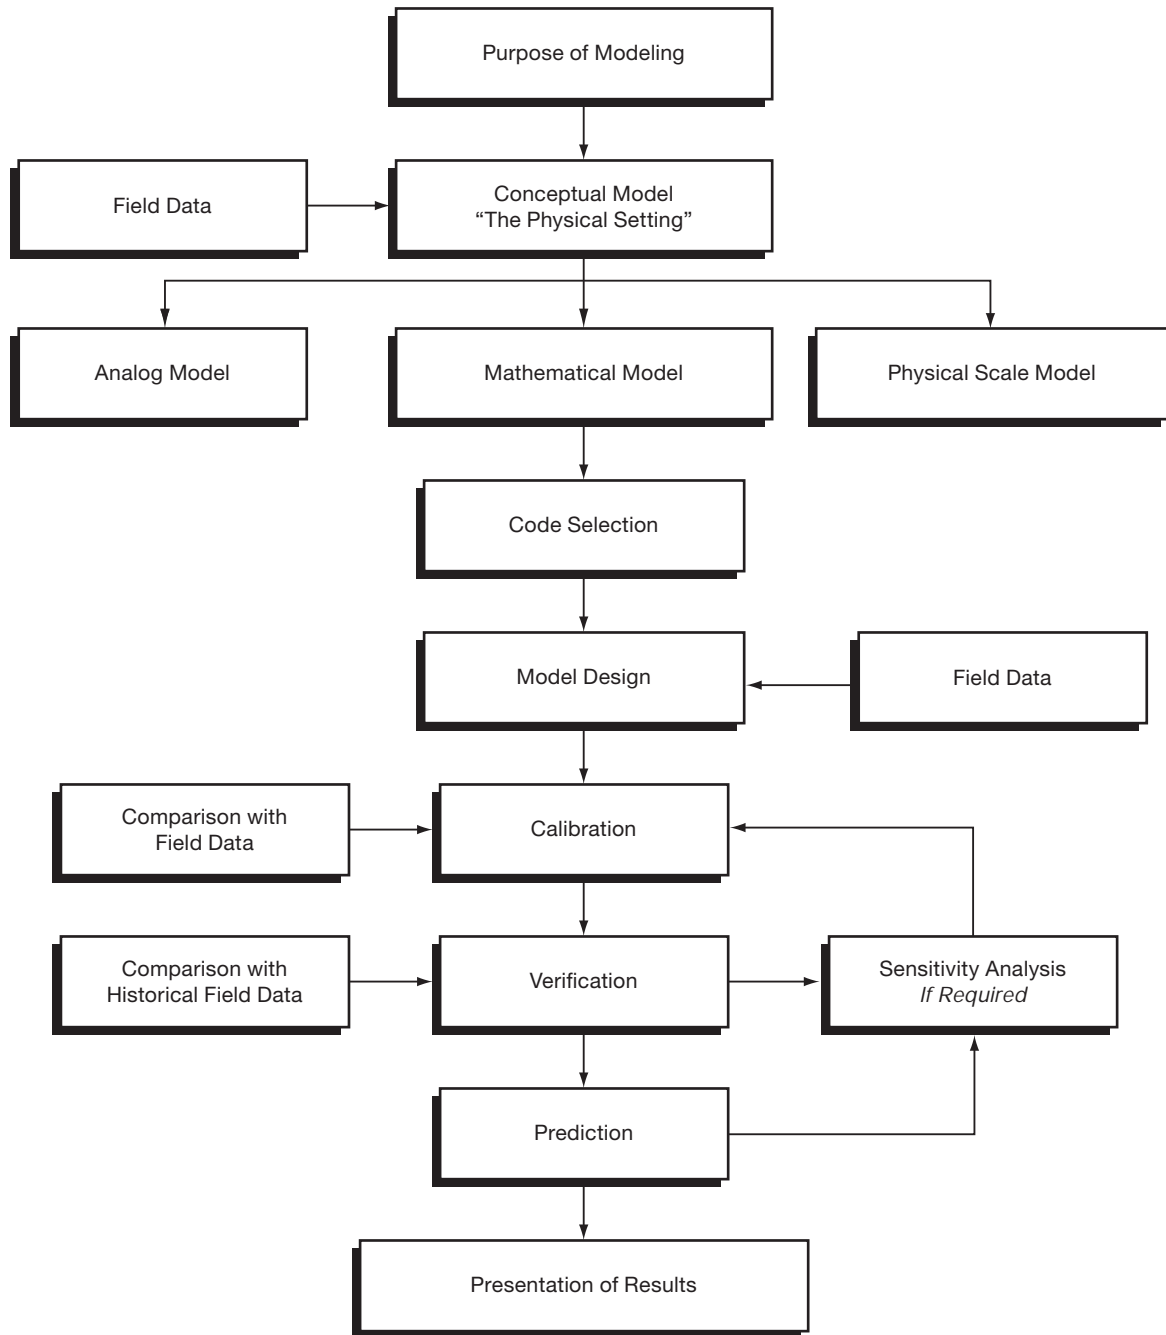 Purpose of Modeling
Field Data
Conceptual Model
“The Physical Setting”
Analog Model
Mathematical Model
Physical Scale Model
Code Selection
Model Design
Field Data
Comparison with
Field Data
Calibration
Comparison with
Historical Field Data
Verification
Sensitivity Analysis
If Required
Prediction
Presentation of Results